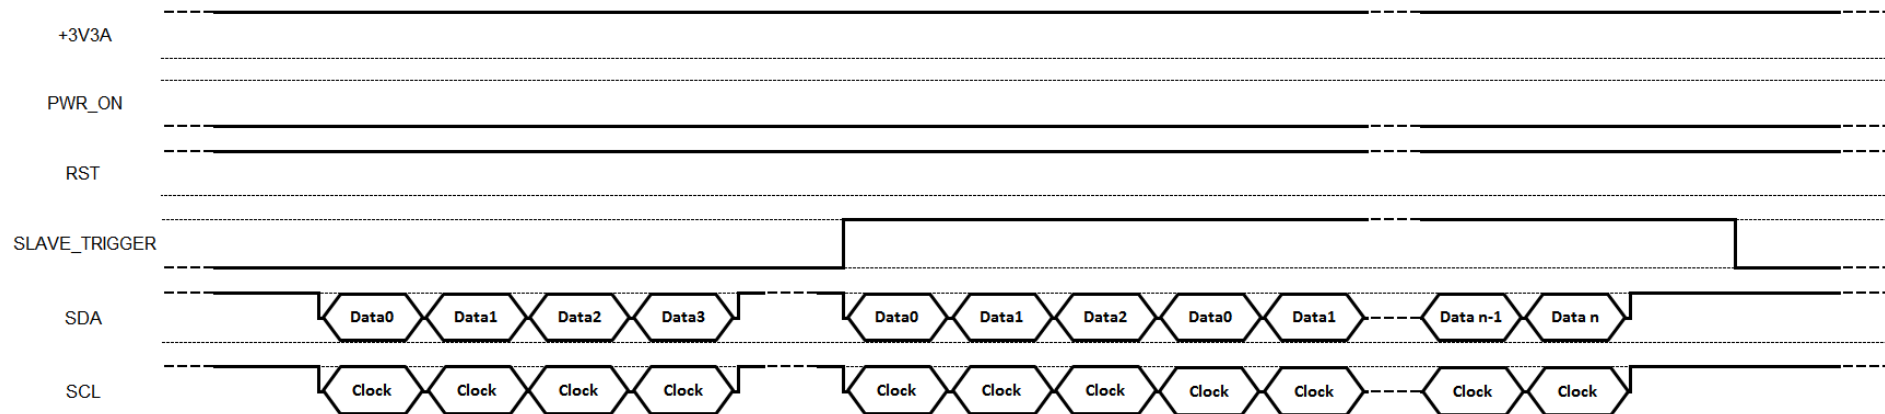 +3V3A
PWR_ON
RST
SLAVE_TRIGGER
SDA Data0 Data1 Data2 Data3 Data0 Data1 Data2 Data0 Data1 Data n-1 Data n
SCL Clock Clock Clock Clock Clock Clock Clock Clock Clock Clock Clock